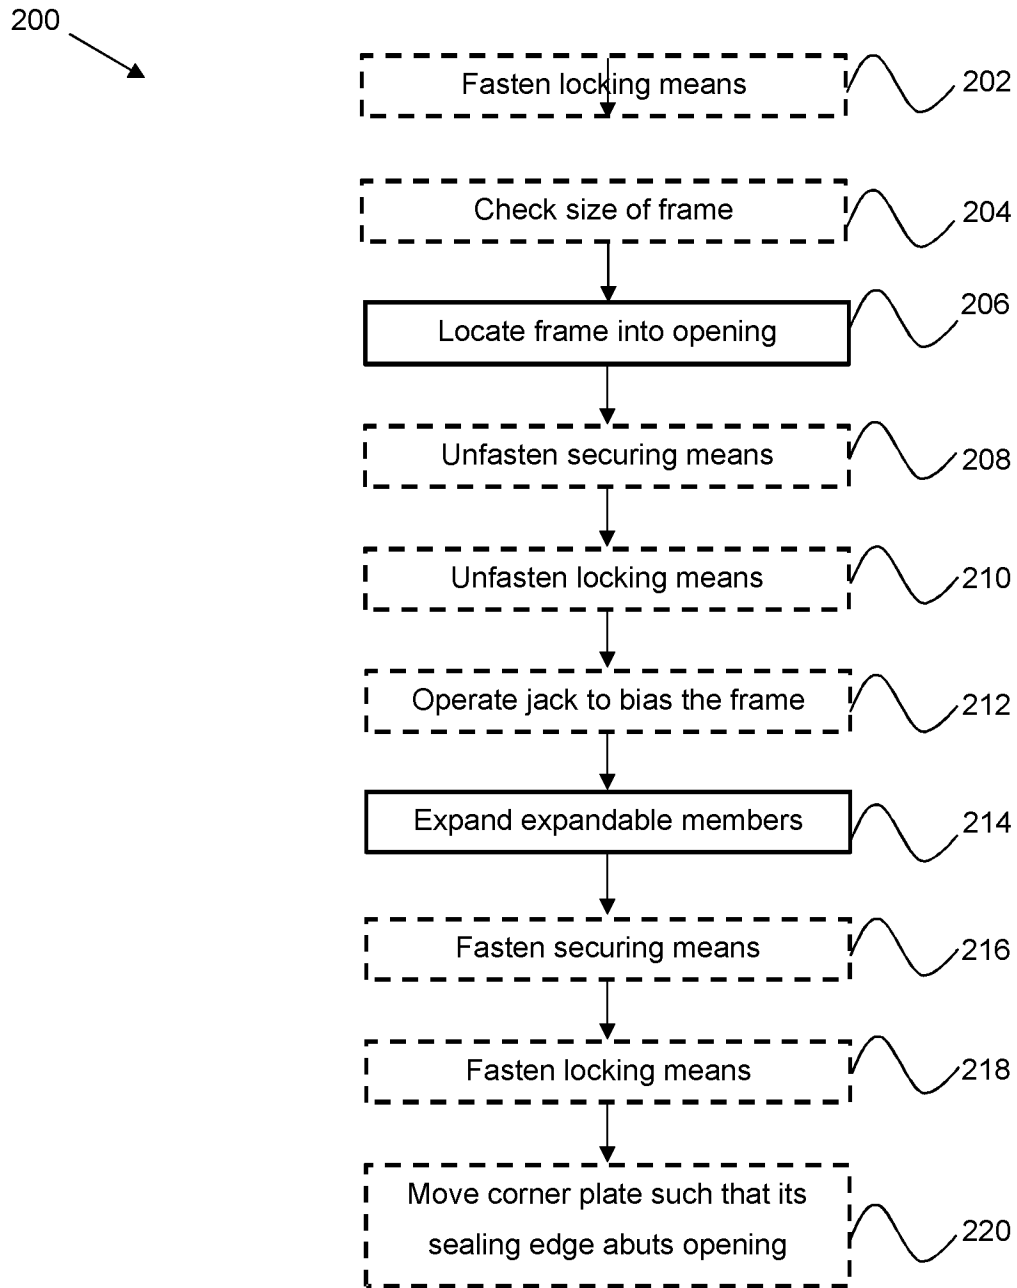 200
Fasten locking means
202
Check size of frame
204
Locate frame into opening
206
Unfasten securing means
208
Unfasten locking means
210
Operate jack to bias the frame
212
Expand expandable members
214
Fasten securing means
216
Fasten locking means
218
Move corner plate such that its
sealing edge abuts opening
220